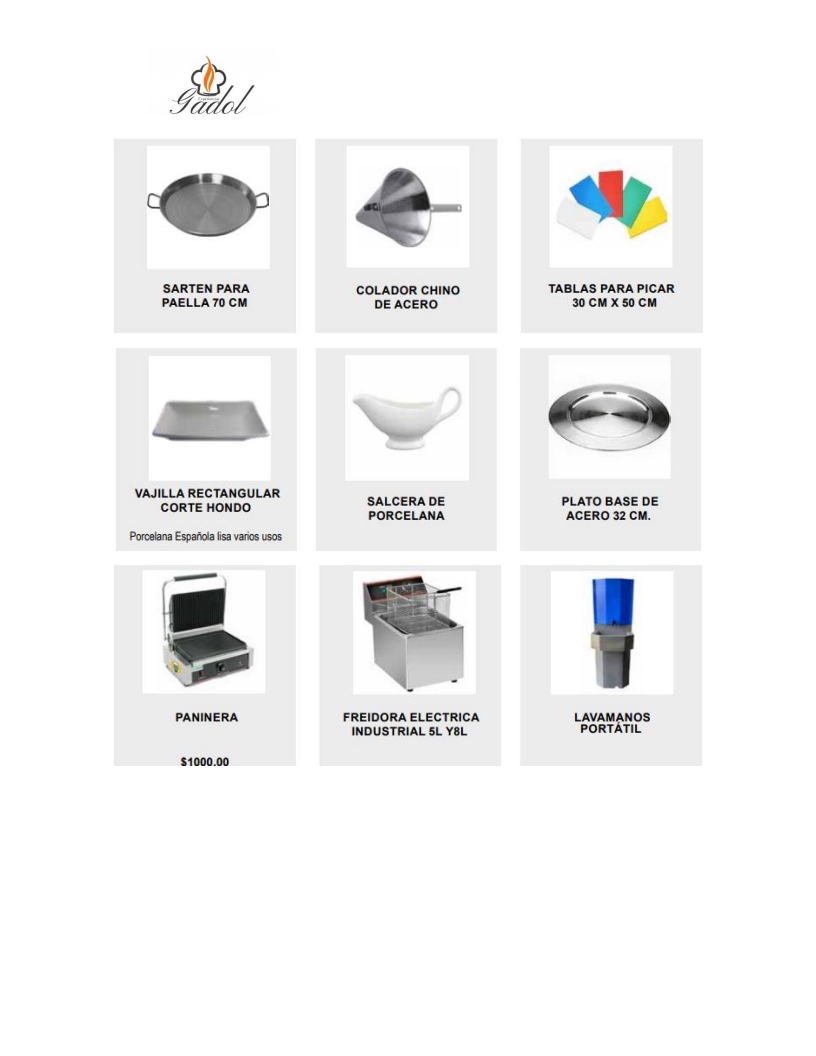 Gadol
SARTEN PARA
PAELLA 70 CM
COLADOR CHINO
DE ACERO
TABLAS PARA PICAR
30 CM X 50 CM
VAJILLA RECTANGULAR
CORTE HONDO
Porcelana Española lisa varios usos
SALCERA DE
PORCELANA
PLATO BASE DE
ACERO 32 CM.
PANINERA
$1000.00
FREIDORA ELECTRICA
INDUSTRIAL 5L Y8L
LAVAMANOS
PORTÁTIL